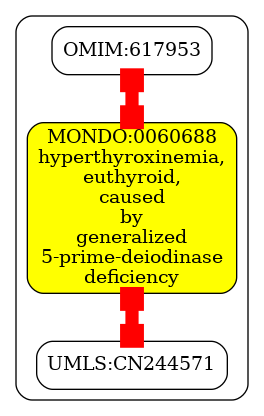 OMIM:617953
MONDO:0060688
hyperthyroxinemia,
euthyroid,
caused
by
generalized
5-prime-deiodinase
deficiency
UMLS:CN244571